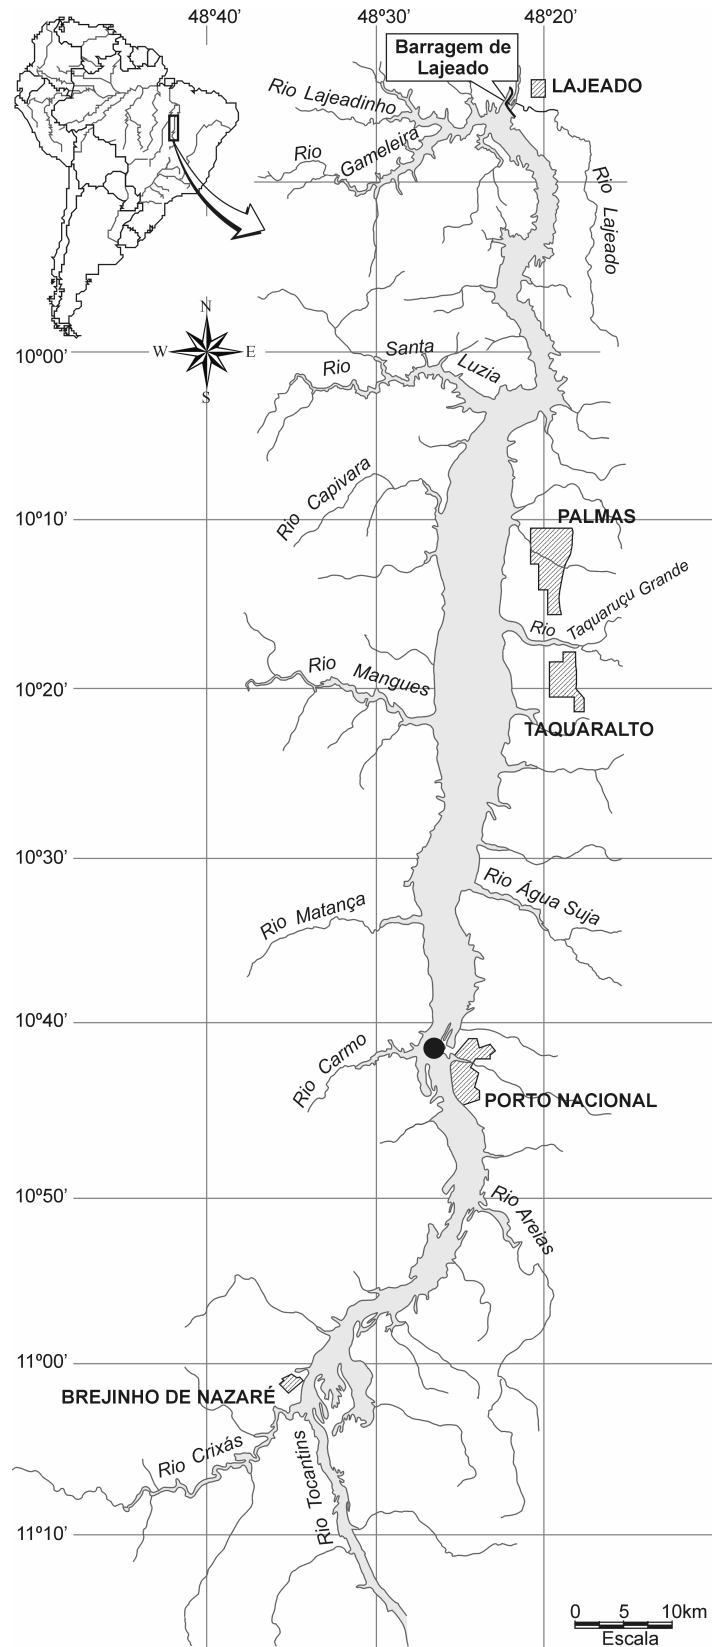 48º40’ 48º30’ 48º20’
Barragem de
Lajeado
LAJEADO
Rio Lajeadinho
Rio Gameleira
Rio Lajeado
N
W E
S
10º00’
Rio Santa Luzia
Rio Capivara
10º10’
PALMAS
Rio Taquaruçu Grande
Rio Mangues
10º20’
TAQUARALTO
10º30’
Rio Água Suja
Rio Matança
10º40’
Rio Carmo
PORTO NACIONAL
10º50’
Rio Areias
11º00’
BREJINHO DE NAZARÉ
Rio Crixás
Rio Tocantins
11º10’
0 5 10km
Escala